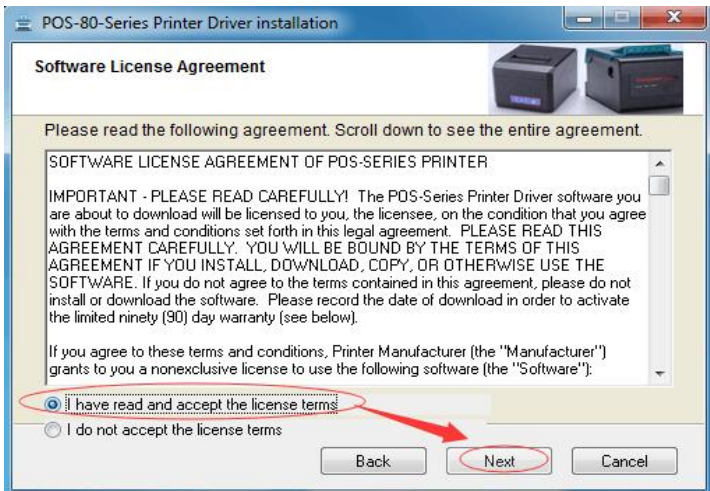 POS-80-Series Printer Driver installation
Software License Agreement
Please read the following agreement. Scroll down to see the entire agreement.
SOFTWARE LICENSE AGREEMENT OF POS-SERIES PRINTER
IMPORTANT - PLEASE READ CAREFULLY!  The POS-Series Printer Driver software you
are about to download will be licensed to you, the licensee, on the condition that you agree
with the terms and conditions set forth in this legal agreement.  PLEASE READ THIS
AGREEMENT CAREFULLY.  YOU WILL BE BOUND BY THE TERMS OF THIS
AGREEMENT IF YOU INSTALL, DOWNLOAD, COPY, OR OTHERWISE USE THE
SOFTWARE. If you do not agree to the terms contained in this agreement, please do not
install or download the software.  Please record the date of download in order to activate
the limited ninety (90) day warranty (see below).
If you agree to these terms and conditions, Printer Manufacturer (the "Manufacturer")
grants to you a nonexclusive license to use the following software (the "Software"):
I have read and accept the license terms
I do not accept the license terms
Back
Next
Cancel